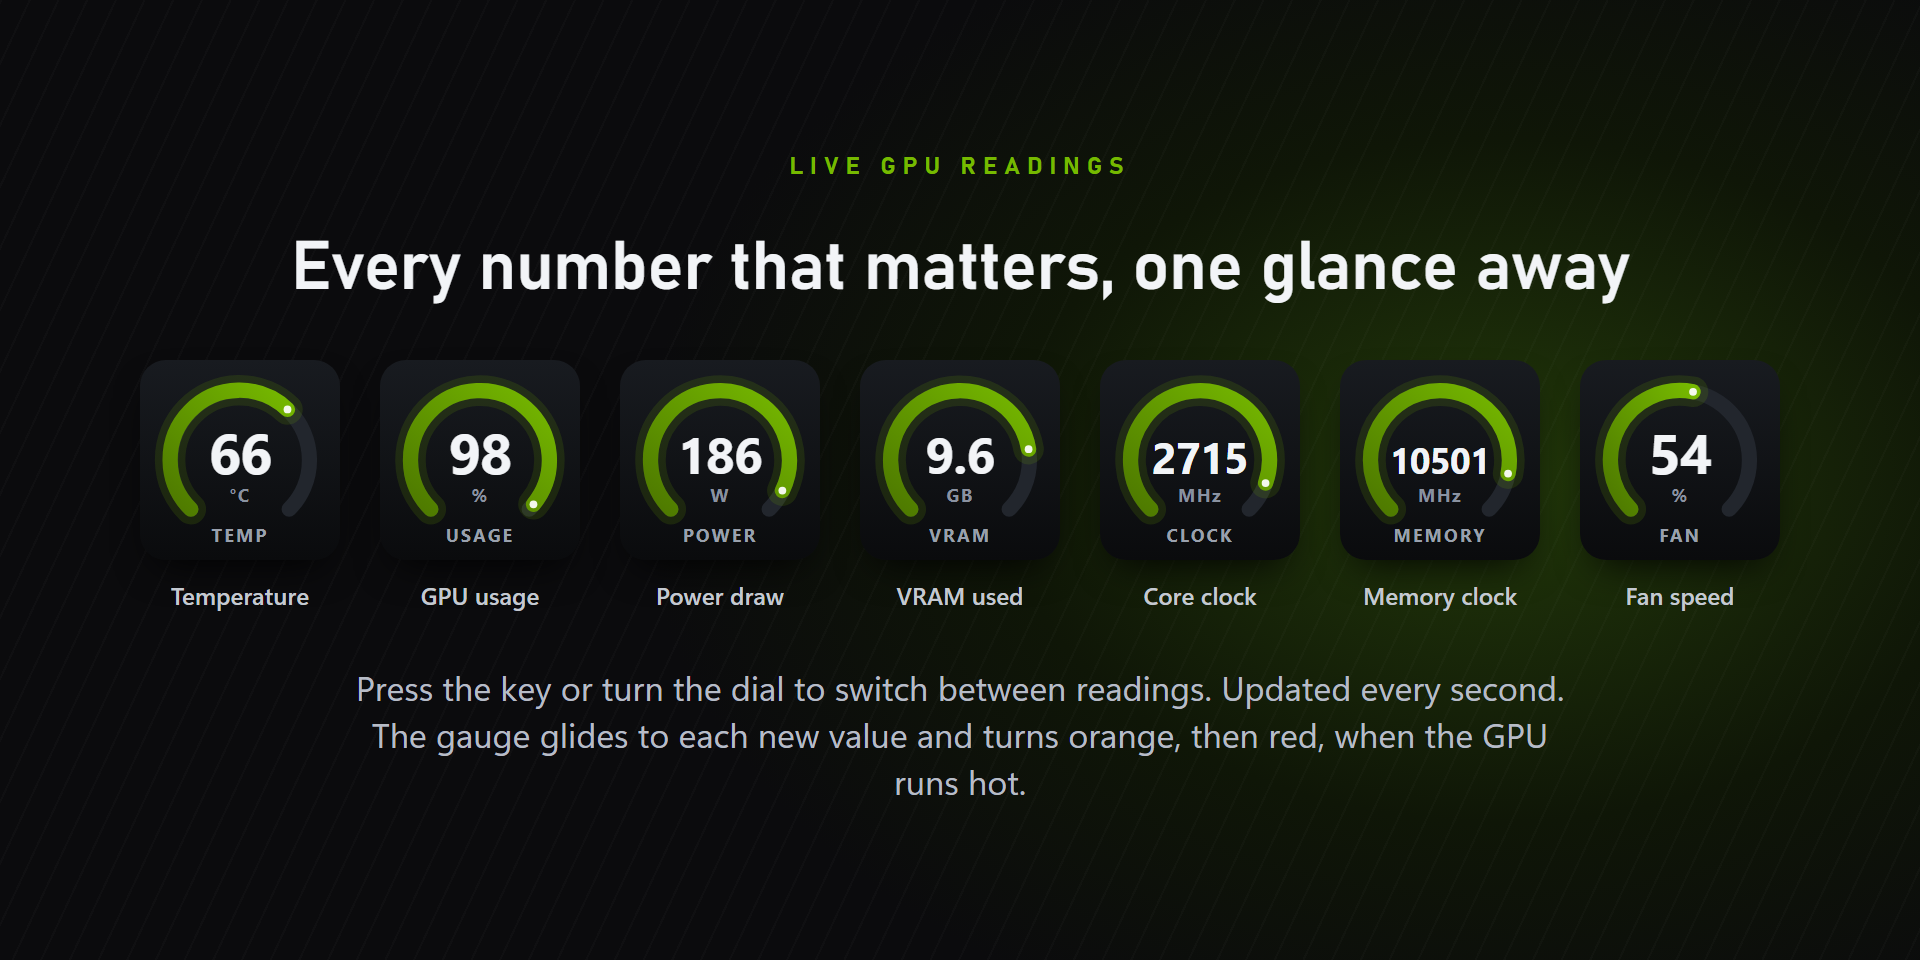 LIVE GPU READINGS
Every number that matters, one glance away
66
°C
TEMP
Temperature
98
%
USAGE
GPU usage
186
W
POWER
Power draw
9.6
GB
VRAM
VRAM used
2715
MHz
CLOCK
Core clock
10501
MHz
MEMORY
Memory clock
54
%
FAN
Fan speed
Press the key or turn the dial to switch between readings. Updated every second.
The gauge glides to each new value and turns orange, then red, when the GPU
runs hot.